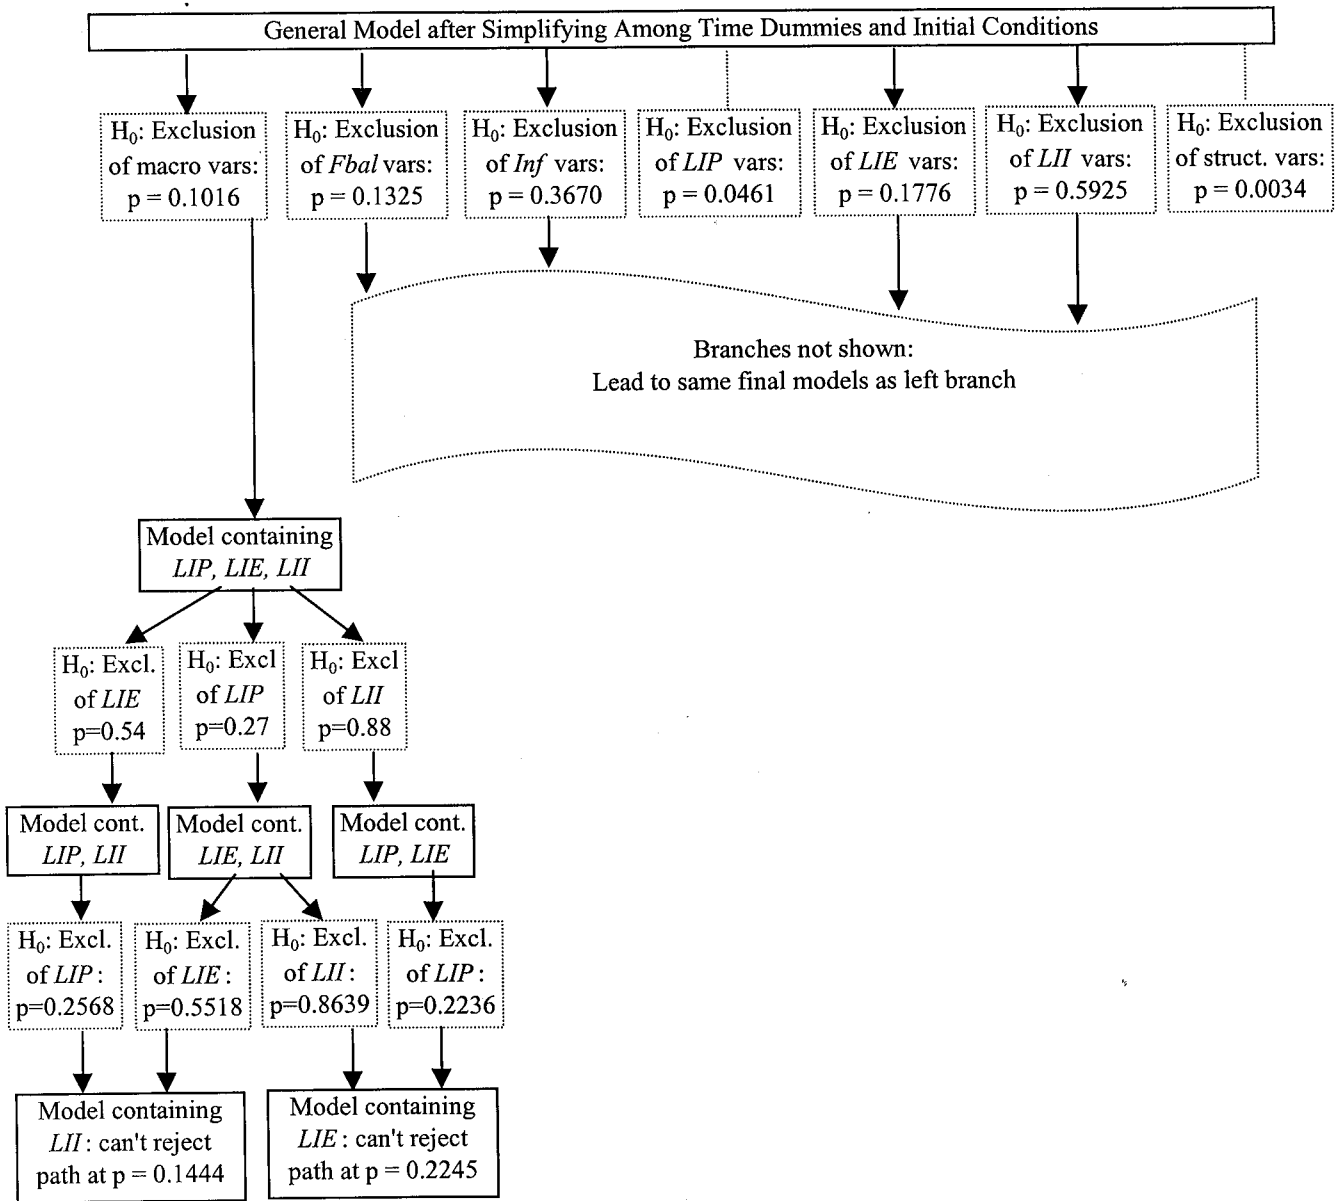 General Model after Simplifying Among Time Dummies and Initial Conditions
H₀: Exclusion
of macro vars:
p = 0.1016
H₀: Exclusion
of Fbal vars:
p = 0.1325
H₀: Exclusion
of Inf vars:
p = 0.3670
H₀: Exclusion
of LIP vars:
p = 0.0461
H₀: Exclusion
of LIE vars:
p = 0.1776
H₀: Exclusion
of LII vars:
p = 0.5925
H₀: Exclusion
of struct. vars:
p = 0.0034
Branches not shown:
Lead to same final models as left branch
Model containing
LIP, LIE, LII
H₀: Excl.
of LIE
p=0.54
H₀: Excl
of LIP
p=0.27
H₀: Excl
of LII
p=0.88
Model cont.
LIP, LII
Model cont.
LIE, LII
Model cont.
LIP, LIE
H₀: Excl.
of LIP:
p=0.2568
H₀: Excl.
of LIE:
p=0.5518
H₀: Excl.
of LII:
p=0.8639
H₀: Excl.
of LIP:
p=0.2236
Model containing
LII: can't reject
path at p = 0.1444
Model containing
LIE: can't reject
path at p = 0.2245